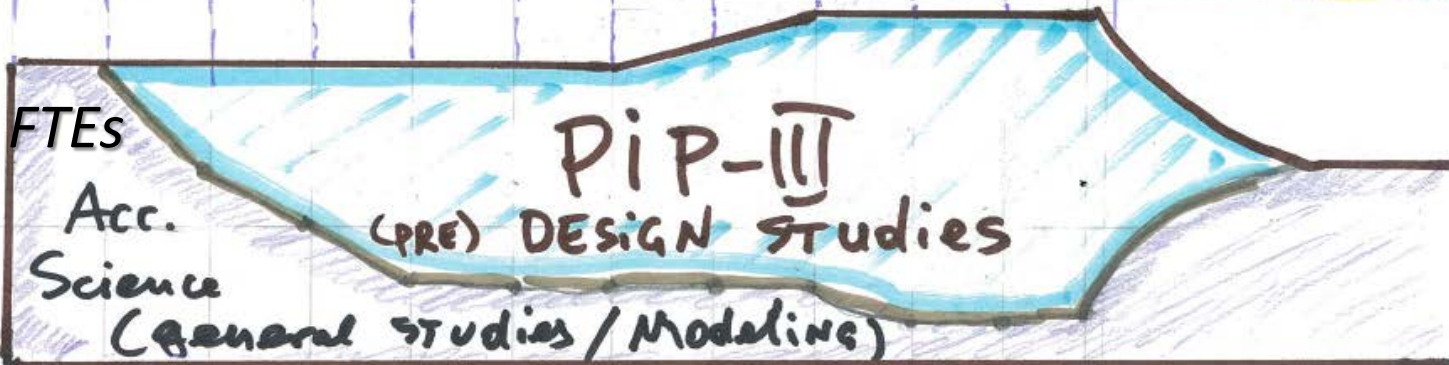 FTEs
PiP-III
(PRE) DESiGN STudies
Acc.
Science
(General STudies / Modeling)